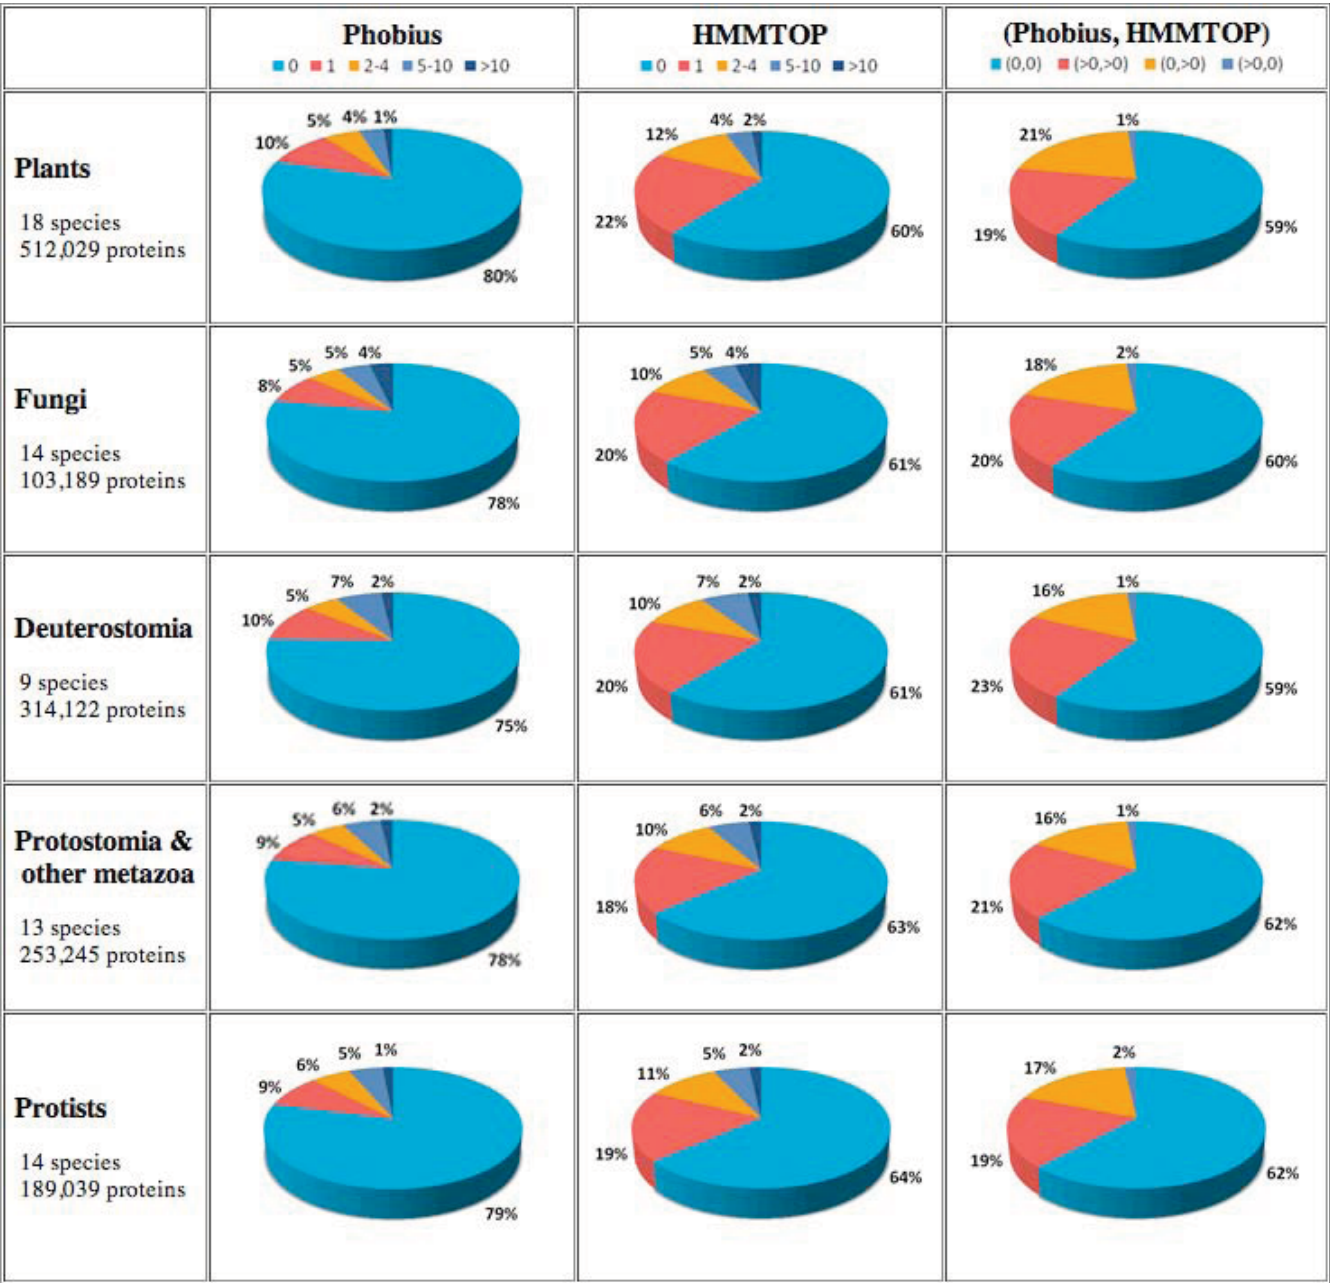 Phobius
0 1 2-4 5-10 >10
HMMTOP
0 1 2-4 5-10 >10
(Phobius, HMMTOP)
(0,0) (>0,>0) (0,>0) (>0,0)
Plants
18 species
512,029 proteins
5% 4% 1%
10%
80%
4% 2%
12%
22%
60%
1%
21%
19%
59%
Fungi
14 species
103,189 proteins
5% 4%
5%
8%
78%
5% 4%
10%
20%
61%
2%
18%
20%
60%
Deuterostomia
9 species
314,122 proteins
7% 2%
5%
10%
75%
7% 2%
10%
20%
61%
1%
16%
23%
59%
Protostomia &
other metazoa
13 species
253,245 proteins
6% 2%
5%
9%
78%
6% 2%
10%
18%
63%
1%
16%
21%
62%
Protists
14 species
189,039 proteins
5% 1%
6%
9%
79%
5% 2%
11%
19%
64%
2%
17%
19%
62%